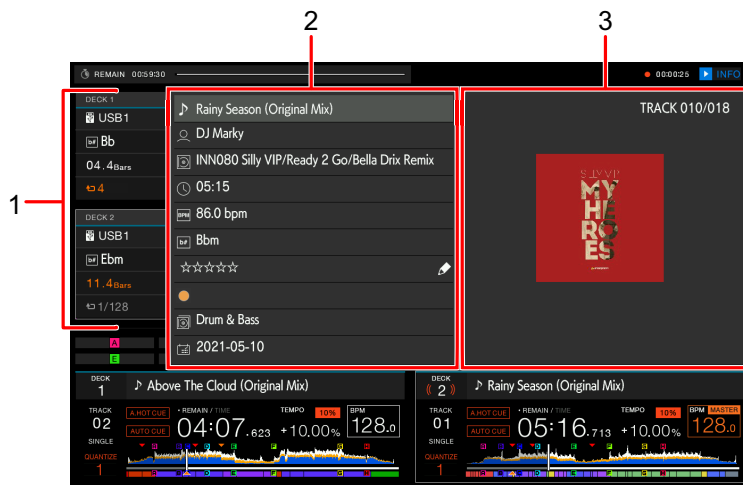 2
3
REMAIN 00:59:30
00:00:25 INFO
1
DECK 1
USB1
b# Bb
04.4Bars
4
DECK 2
USB1
b# Ebm
11.4Bars
1/128
A
E
Rainy Season (Original Mix)
DJ Marky
INN080 Silly VIP/Ready 2 Go/Bella Drix Remix
05:15
BPM 86.0 bpm
b# Bbm
☆☆☆☆☆
Drum & Bass
2021-05-10
TRACK 010/018
MY
HE
ROES
DECK 1
Above The Cloud (Original Mix)
TRACK 02
SINGLE
QUANTIZE 1
A.HOT CUE
AUTO CUE
REMAIN / TIME
04:07.623
TEMPO 10%
+10.00%
BPM
128.0
DECK 2
Rainy Season (Original Mix)
TRACK 01
SINGLE
QUANTIZE 1
A.HOT CUE
AUTO CUE
REMAIN / TIME
05:16.713
TEMPO 10%
+10.00%
BPM MASTER
128.0